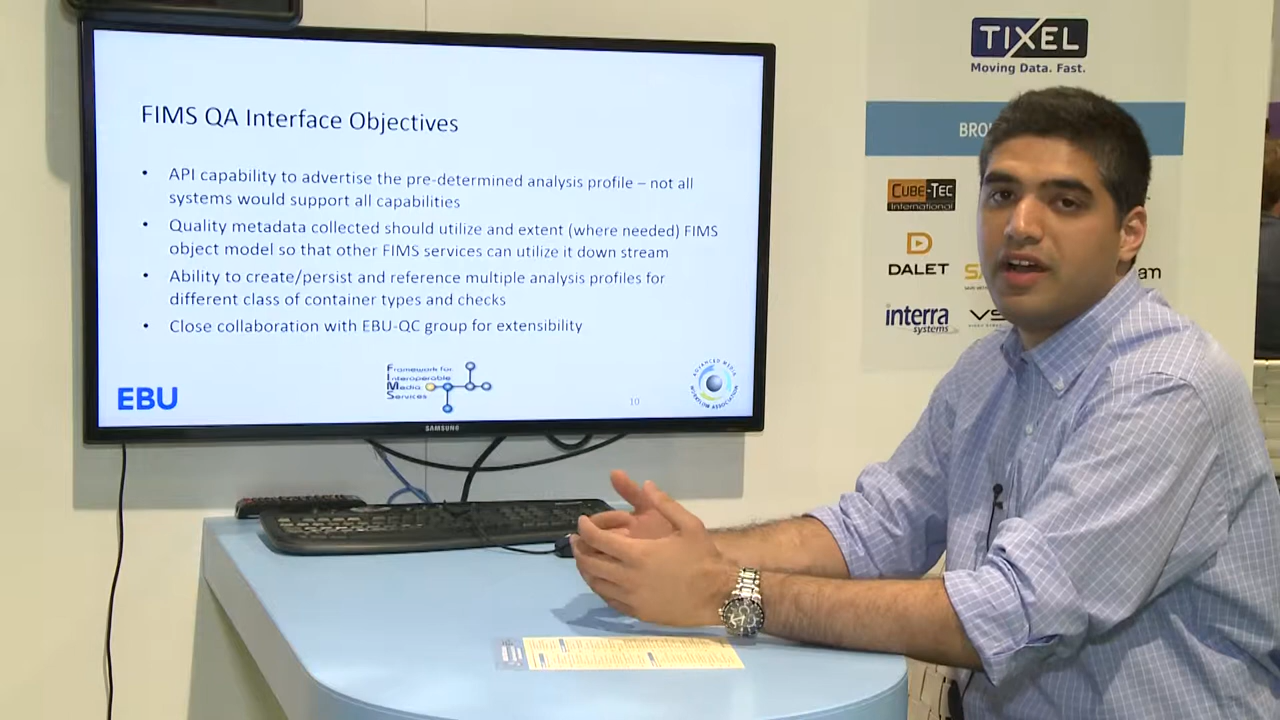 FIMS QA Interface Objectives
• API capability to advertise the pre-determined analysis profile – not all
systems would support all capabilities
• Quality metadata collected should utilize and extent (where needed) FIMS
object model so that other FIMS services can utilize it down stream
• Ability to create/persist and reference multiple analysis profiles for
different class of container types and checks
• Close collaboration with EBU-QC group for extensibility
EBU
Framework for
Interoperable
Media
Services
10
ADVANCED MEDIA
WORKFLOW ASSOCIATION
SAMSUNG
TIXEL
Moving Data. Fast.
CUBE-TEC
International
DALET
interra
systems